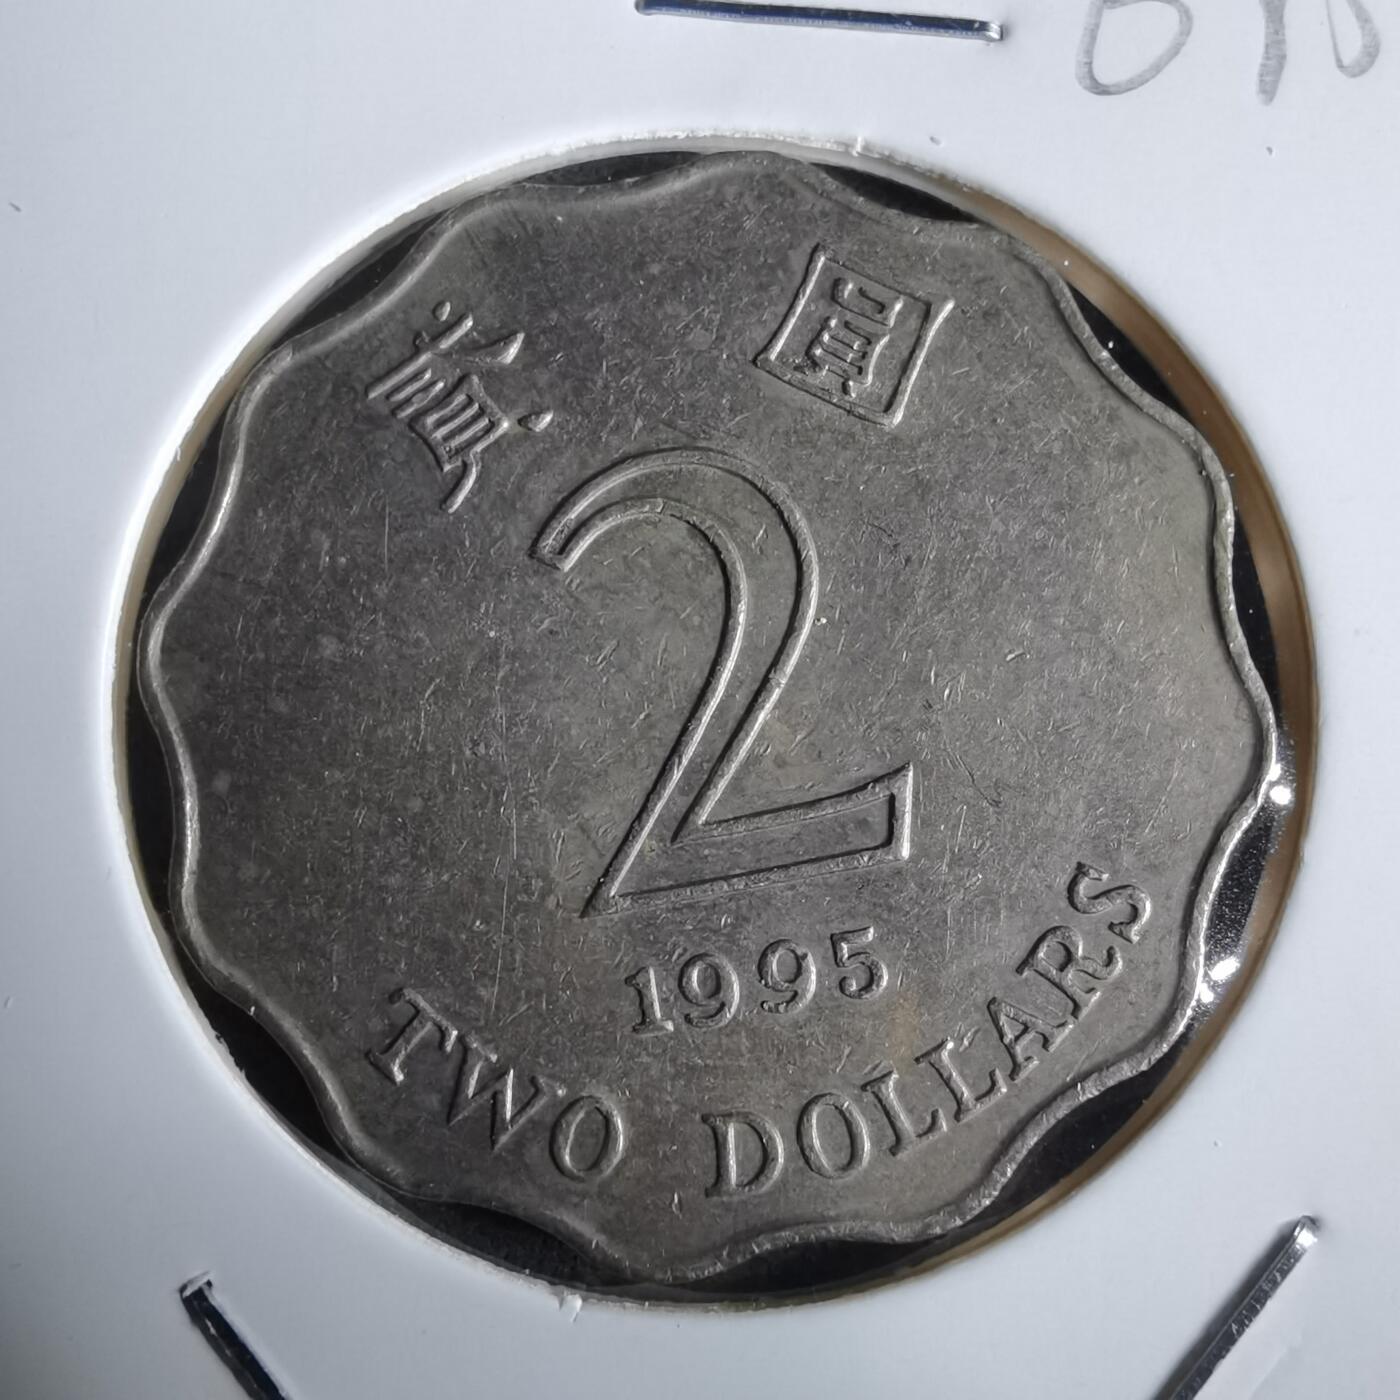 貳 圓
2
1995
TWO DOLLARS